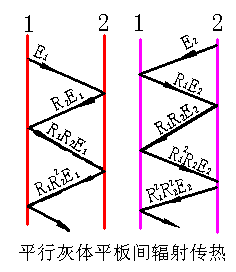 1 2 1 2
E₁
R₂E₁
R₁R₂E₁
R₁R₂²E₁
E₂
R₁E₂
R₁R₂E₂
R₁²R₂E₂
R₁²R₂²E₂
平行灰体平板间辐射传热